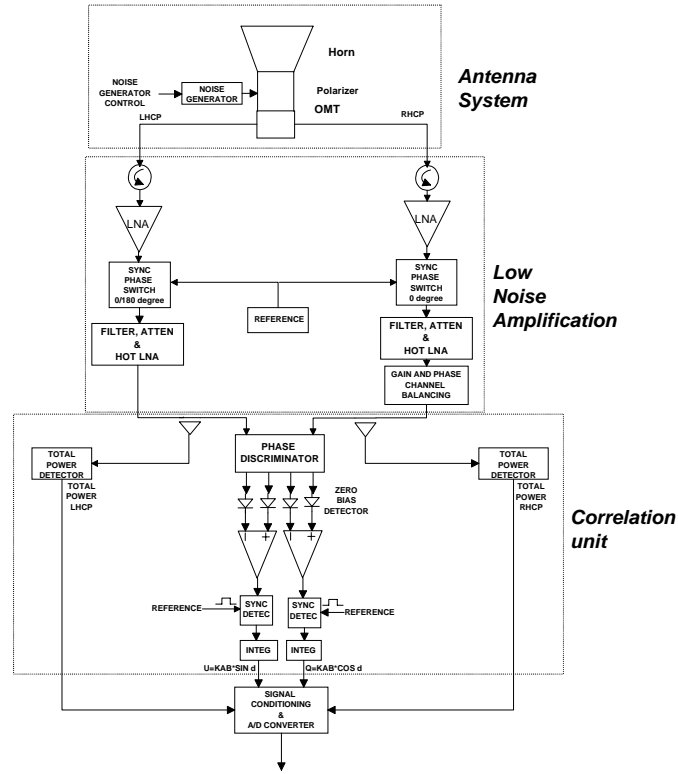 Horn
Antenna
System
NOISE
GENERATOR
CONTROL
NOISE
GENERATOR
Polarizer
OMT
LHCP
RHCP
LNA
LNA
SYNC
PHASE
SWITCH
0/180 degree
SYNC
PHASE
SWITCH
0 degree
REFERENCE
Low
Noise
Amplification
FILTER, ATTEN
&
HOT LNA
FILTER, ATTEN
&
HOT LNA
GAIN AND PHASE
CHANNEL
BALANCING
TOTAL
POWER
DETECTOR
PHASE
DISCRIMINATOR
TOTAL
POWER
DETECTOR
TOTAL
POWER
LHCP
ZERO
BIAS
DETECTOR
TOTAL
POWER
RHCP
Correlation
unit
– + – +
REFERENCE
SYNC
DETEC
SYNC
DETEC
REFERENCE
INTEG
INTEG
U=KAB*SIN d
Q=KAB*COS d
SIGNAL
CONDITIONING
&
A/D CONVERTER